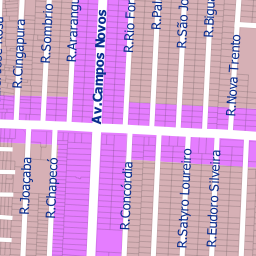 R.Cingapura
R.Sombrio
R.Ararangu
Av.Campos Novos
R.Rio For
R.Pal
R.São Jo
R.Bigu
R.Nova Trento
R.Joaçaba
R.Chapecó
R.Concórdia
R.Satyro Loureiro
R.Eudoro Silveira